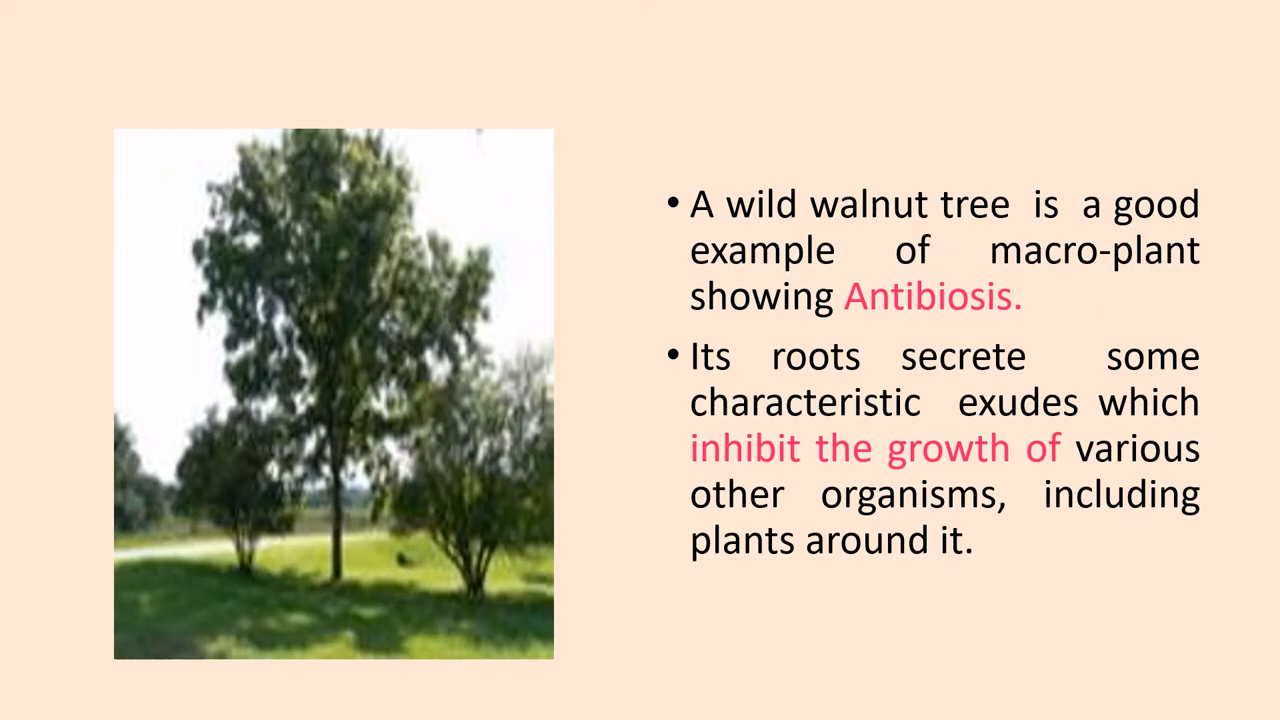 • A wild walnut tree is a good
example of macro-plant
showing Antibiosis.
• Its roots secrete some
characteristic exudes which
inhibit the growth of various
other organisms, including
plants around it.